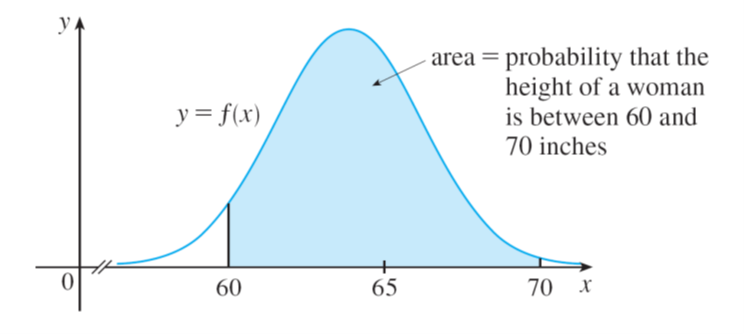 y
area = probability that the
height of a woman
y = f(x)
is between 60 and
70 inches
0
60
65
70
x